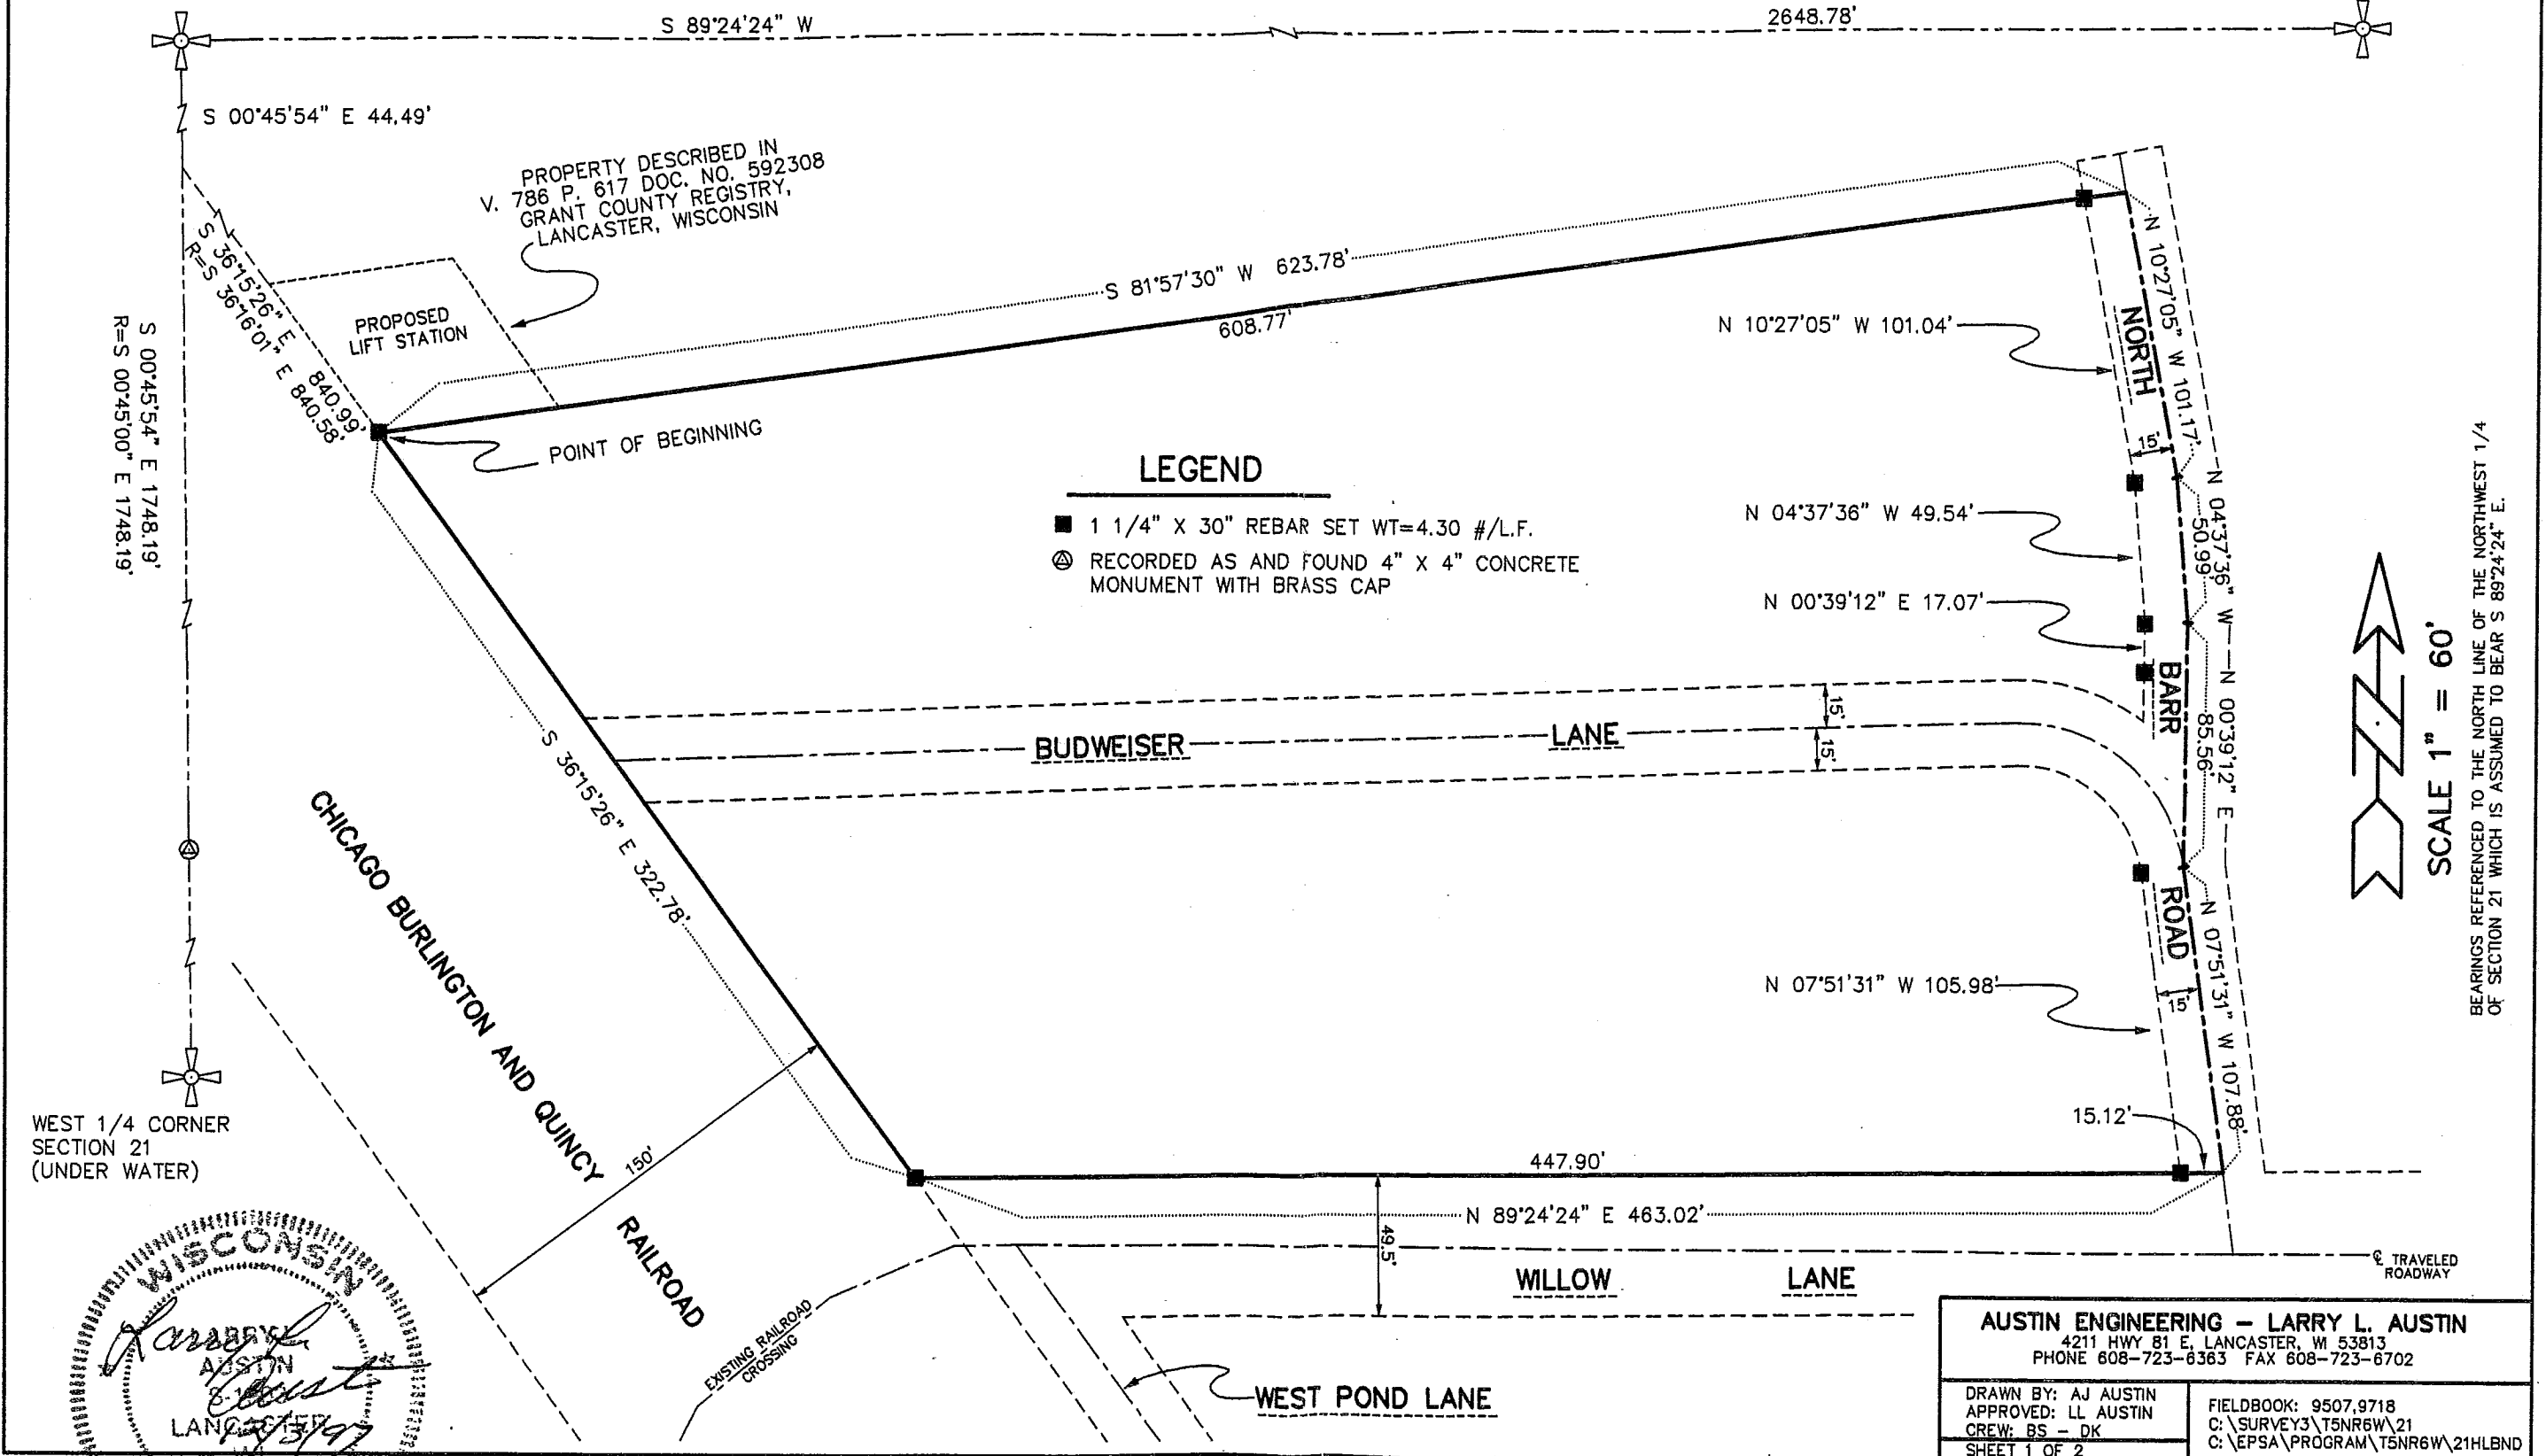 S 89°24'24" W
2648.78'
S 00°45'54" E 44.49'
PROPERTY DESCRIBED IN
V. 786 P. 617 DOC. NO. 592308
GRANT COUNTY REGISTRY,
LANCASTER, WISCONSIN
S 36°15'26" E 840.99'
R=S 36°16'01" E 840.58'
PROPOSED
LIFT STATION
S 00°45'54" E 1748.19'
R=S 00°45'00" E 1748.19'
POINT OF BEGINNING
S 81°57'30" W 623.78'
608.77'
N 10°27'05" W 101.04'
N 10°27'05" W 101.17'
NORTH
15'
LEGEND
1 1/4" X 30" REBAR SET WT=4.30 #/L.F.
RECORDED AS AND FOUND 4" X 4" CONCRETE
MONUMENT WITH BRASS CAP
N 04°37'36" W 49.54'
N 04°37'36" W
50.99'
N 00°39'12" E 17.07'
N 00°39'12" E
85.56'
BARR
15'
15'
BUDWEISER LANE
S 36°15'26" E 322.78'
ROAD
N 07°51'31" W 105.98'
N 07°51'31" W 107.88'
15'
15.12'
SCALE 1" = 60'
BEARINGS REFERENCED TO THE NORTH LINE OF THE NORTHWEST 1/4
OF SECTION 21 WHICH IS ASSUMED TO BEAR S 89°24'24" E.
CHICAGO BURLINGTON AND QUINCY RAILROAD
150'
WEST 1/4 CORNER
SECTION 21
(UNDER WATER)
447.90'
N 89°24'24" E 463.02'
49.5'
WILLOW LANE
℄ TRAVELED
ROADWAY
EXISTING RAILROAD
CROSSING
WEST POND LANE
WISCONSIN
LARRY L.
AUSTIN
LANCASTER
AUSTIN ENGINEERING – LARRY L. AUSTIN
4211 HWY 81 E, LANCASTER, WI 53813
PHONE 608–723–6363 FAX 608–723–6702
DRAWN BY: AJ AUSTIN
APPROVED: LL AUSTIN
CREW: BS – DK
SHEET 1 OF 2
FIELDBOOK: 9507,9718
C:\SURVEY3\T5NR6W\21
C:\EPSA\PROGRAM\T5NR6W\21HLBND